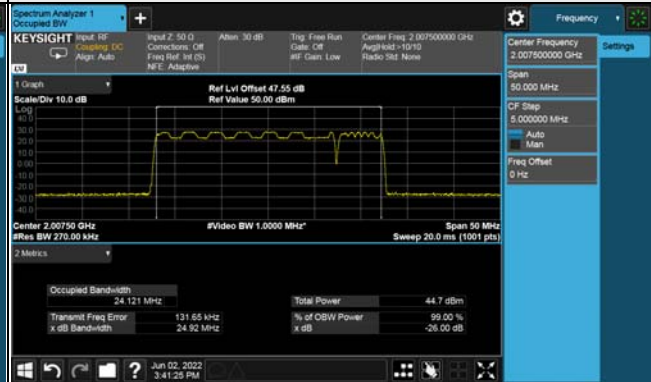 Spectrum Analyzer 1
Occupied BW
+
Frequency
KEYSIGHT
Input: RF
Coupling: DC
Align: Auto
Input Z: 50 Ω
Corrections: Off
Freq Ref: Int (S)
NFE: Adaptive
Atten: 30 dB
Trig: Free Run
Gate: Off
#IF Gain: Low
Center Freq: 2.007500000 GHz
Avg|Hold:>10/10
Radio Std: None
LXI
Center Frequency
2.007500000 GHz
Settings
Span
50.000 MHz
CF Step
5.000000 MHz
Auto
Man
Freq Offset
0 Hz
1 Graph
Scale/Div 10.0 dB
Ref Lvl Offset 47.55 dB
Ref Value 50.00 dBm
Log
40.0
30.0
20.0
10.0
0.00
-10.0
-20.0
-30.0
-40.0
Center 2.00750 GHz
#Res BW 270.00 kHz
#Video BW 1.0000 MHz*
Span 50 MHz
Sweep 20.0 ms (1001 pts)
2 Metrics
Occupied Bandwidth
24.121 MHz
Total Power 44.7 dBm
Transmit Freq Error 131.65 kHz
% of OBW Power 99.00 %
x dB Bandwidth 24.92 MHz
x dB -26.00 dB
?
Jun 02, 2022
3:41:25 PM